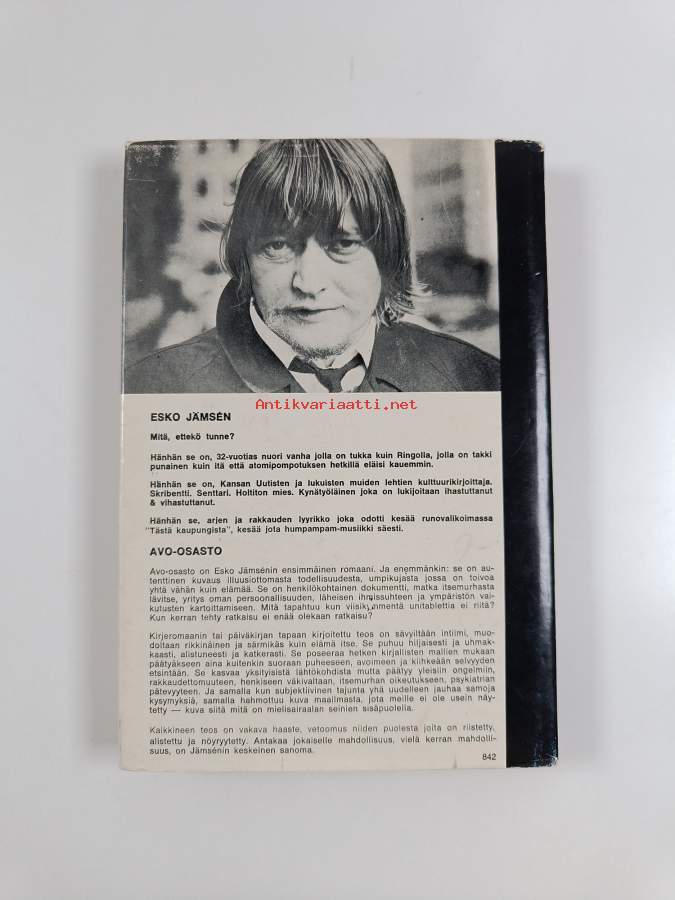 Antikvariaatti.net
ESKO JÄMSÉN
Mitä, ettekö tunne?
Hänhän se on, 32-vuotias nuori vanha jolla on tukka kuin Ringolla, jolla on takki
punainen kuin itä että atomipompotuksen hetkillä eläisi kauemmin.
Hänhän se on, Kansan Uutisten ja lukuisten muiden lehtien kulttuurikirjoittaja.
Skribentti. Senttari. Holtiton mies. Kynätyöläinen joka on lukijoitaan ihastuttanut
& vihastuttanut.
Hänhän se, arjen ja rakkauden lyyrikko joka odotti kesää runovalikoimassa
"Tästä kaupungista", kesää jota humpampam-musiikki säesti.
AVO-OSASTO
Avo-osasto on Esko Jämsénin ensimmäinen romaani. Ja enemmänkin: se on au-
tenttinen kuvaus illuusiottomasta todellisuudesta, umpikujasta jossa on toivoa
yhtä vähän kuin elämää. Se on henkilökohtainen dokumentti, matka itsemurhasta
lävitse, yritys oman persoonallisuuden, läheisen ihmissuhteen ja ympäristön vai-
kutusten kartoittamiseen. Mitä tapahtuu kun viisikymmentä unitablettia ei riitä?
Kun kerran tehty ratkaisu ei enää olekaan ratkaisu?
Kirjeromaanin tai päiväkirjan tapaan kirjoitettu teos on sävyiltään intiimi, muo-
doltaan rikkinäinen ja särmikäs kuin elämä itse. Se puhuu hiljaisesti ja uhmak-
kaasti, alistuneesti ja katkerasti. Se poseeraa hetken kirjallisten mallien mukaan
päätyäkseen aina kuitenkin suoraan puheeseen, avoimeen ja kiihkeään selvyyden
etsintään. Se kasvaa yksityisistä lähtökohdista mutta päätyy yleisiin ongelmiin,
rakkaudettomuuteen, henkiseen väkivaltaan, itsemurhan oikeutukseen, psykiatrian
pätevyyteen. Ja samalla kun subjektiivinen tajunta yhä uudelleen jauhaa samoja
kysymyksiä, samalla hahmottuu kuva maailmasta, jota meille ei ole usein näy-
tetty — kuva siitä mitä on mielisairaalan seinien sisäpuolella.
Kaikkineen teos on vakava haaste, vetoomus niiden puolesta joita on riistetty,
alistettu ja nöyryytetty. Antakaa jokaiselle mahdollisuus, vielä kerran mahdolli-
suus, on Jämsénin keskeinen sanoma.
842